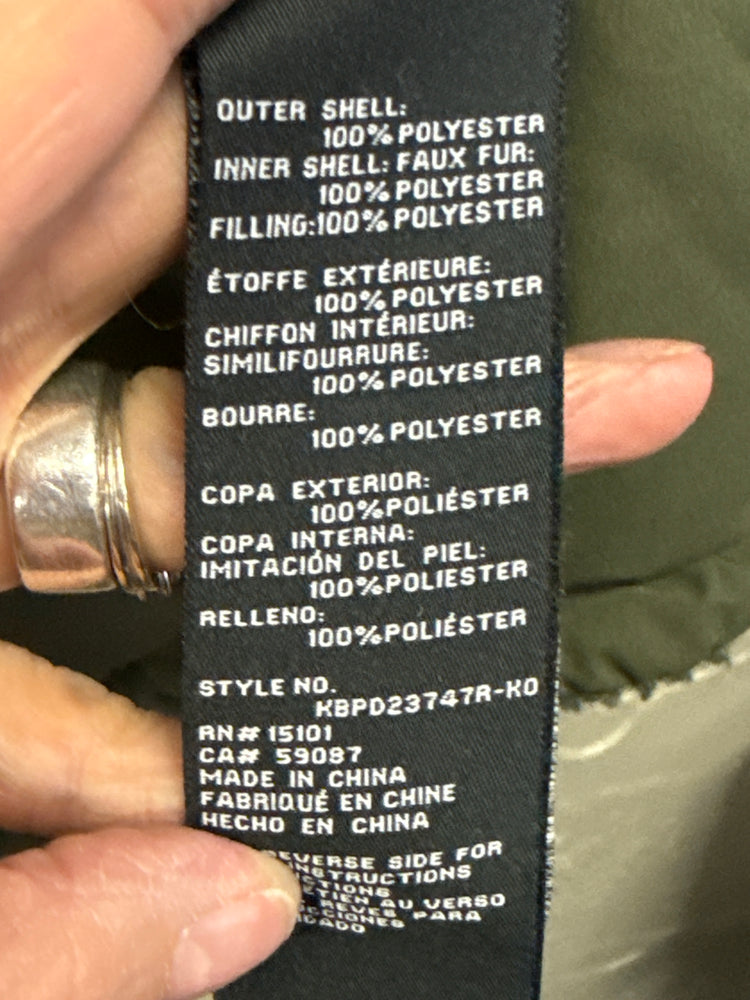 OUTER SHELL:
100% POLYESTER
INNER SHELL: FAUX FUR:
100% POLYESTER
FILLING:100% POLYESTER
ÉTOFFE EXTÉRIEURE:
100% POLYESTER
CHIFFON INTÉRIEUR:
SIMILIFOURRURE:
100% POLYESTER
BOURRE:
100% POLYESTER
COPA EXTERIOR:
100% POLIÉSTER
COPA INTERNA:
IMITACIÓN DEL PIEL:
100%POLIESTER
RELLENO:
100%POLIÉSTER
STYLE NO.
KBPD23747R-KO
RN# 15101
CA# 59087
MADE IN CHINA
FABRIQUÉ EN CHINE
HECHO EN CHINA
SIDE FOR
AU VERSO
PARA